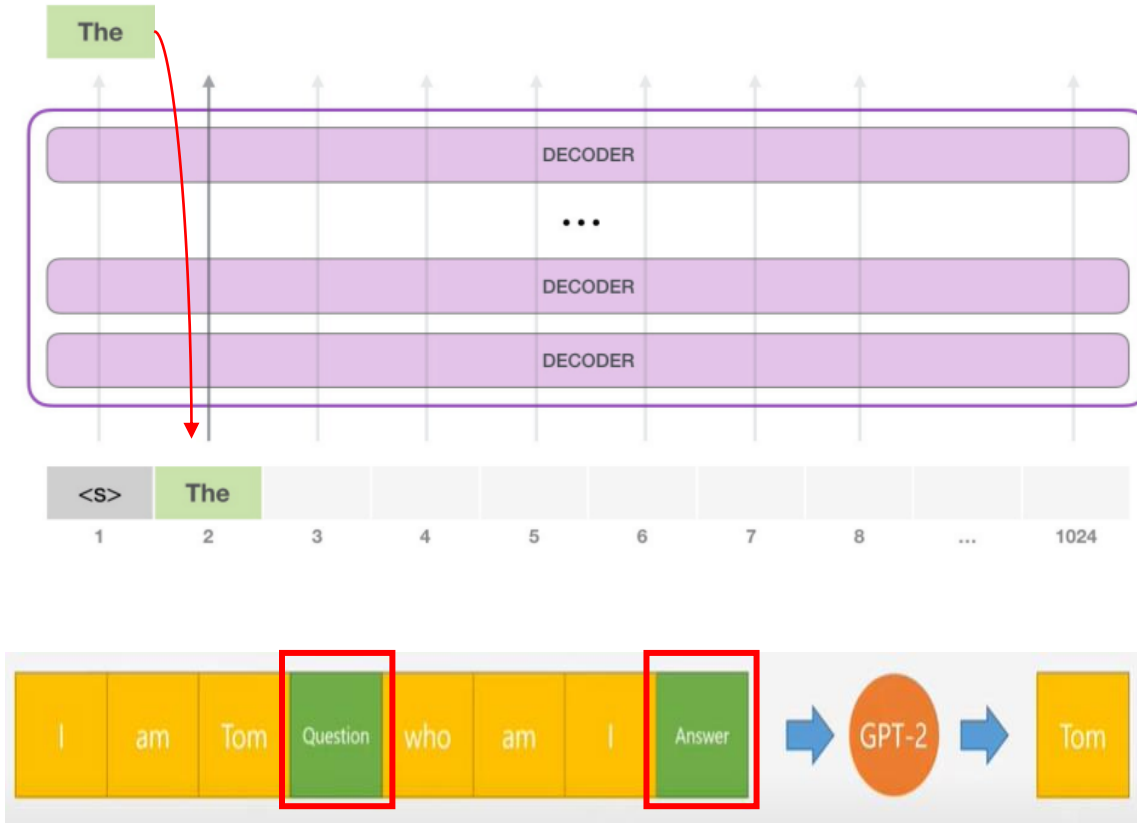 The
DECODER
...
DECODER
DECODER
<s> The
1 2 3 4 5 6 7 8 ... 1024
I am Tom Question who am I Answer GPT-2 Tom